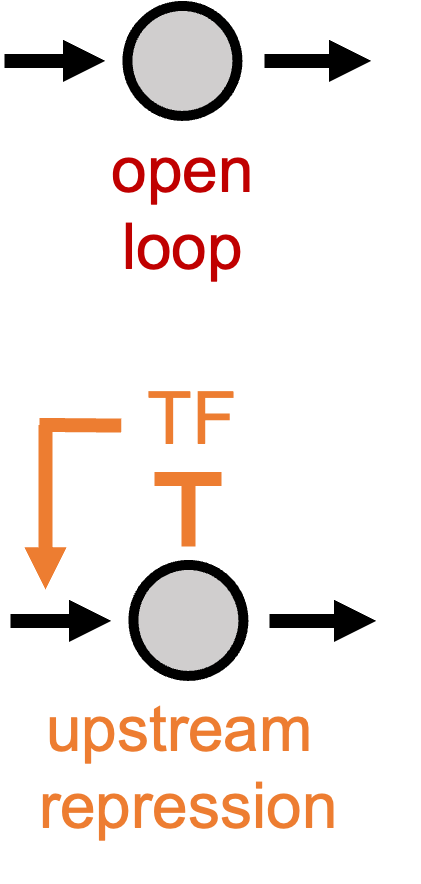 open
loop
TF
upstream
repression